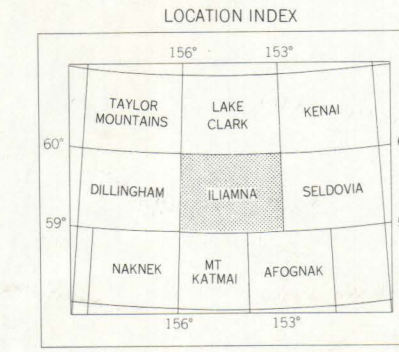 LOCATION INDEX
156° 153°
TAYLOR MOUNTAINS LAKE CLARK KENAI
60°
DILLINGHAM ILIAMNA SELDOVIA
59°
NAKNEK MT KATMAI AFOGNAK
156° 153°